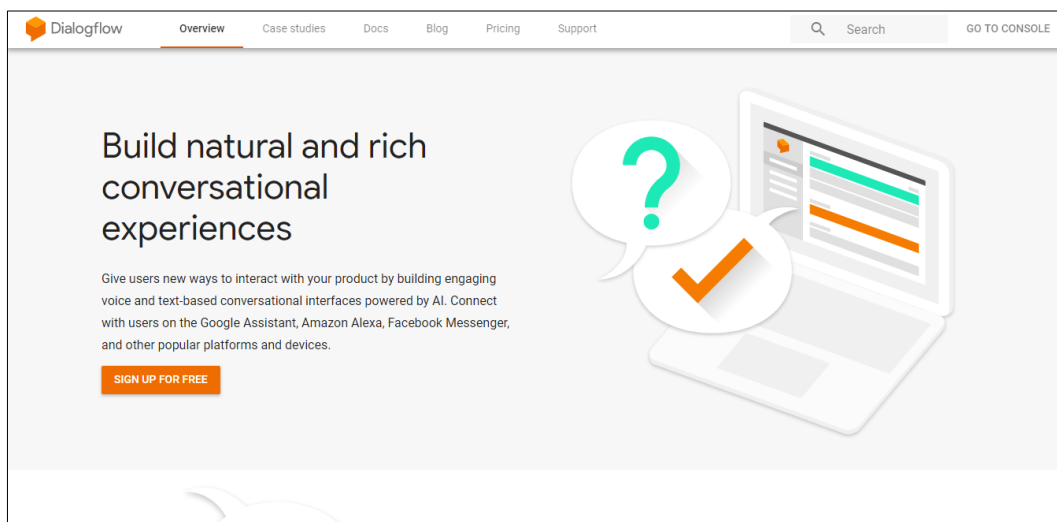 Dialogflow
Overview
Case studies
Docs
Blog
Pricing
Support
Search
GO TO CONSOLE
Build natural and rich
conversational
experiences
Give users new ways to interact with your product by building engaging
voice and text-based conversational interfaces powered by AI. Connect
with users on the Google Assistant, Amazon Alexa, Facebook Messenger,
and other popular platforms and devices.
SIGN UP FOR FREE
?